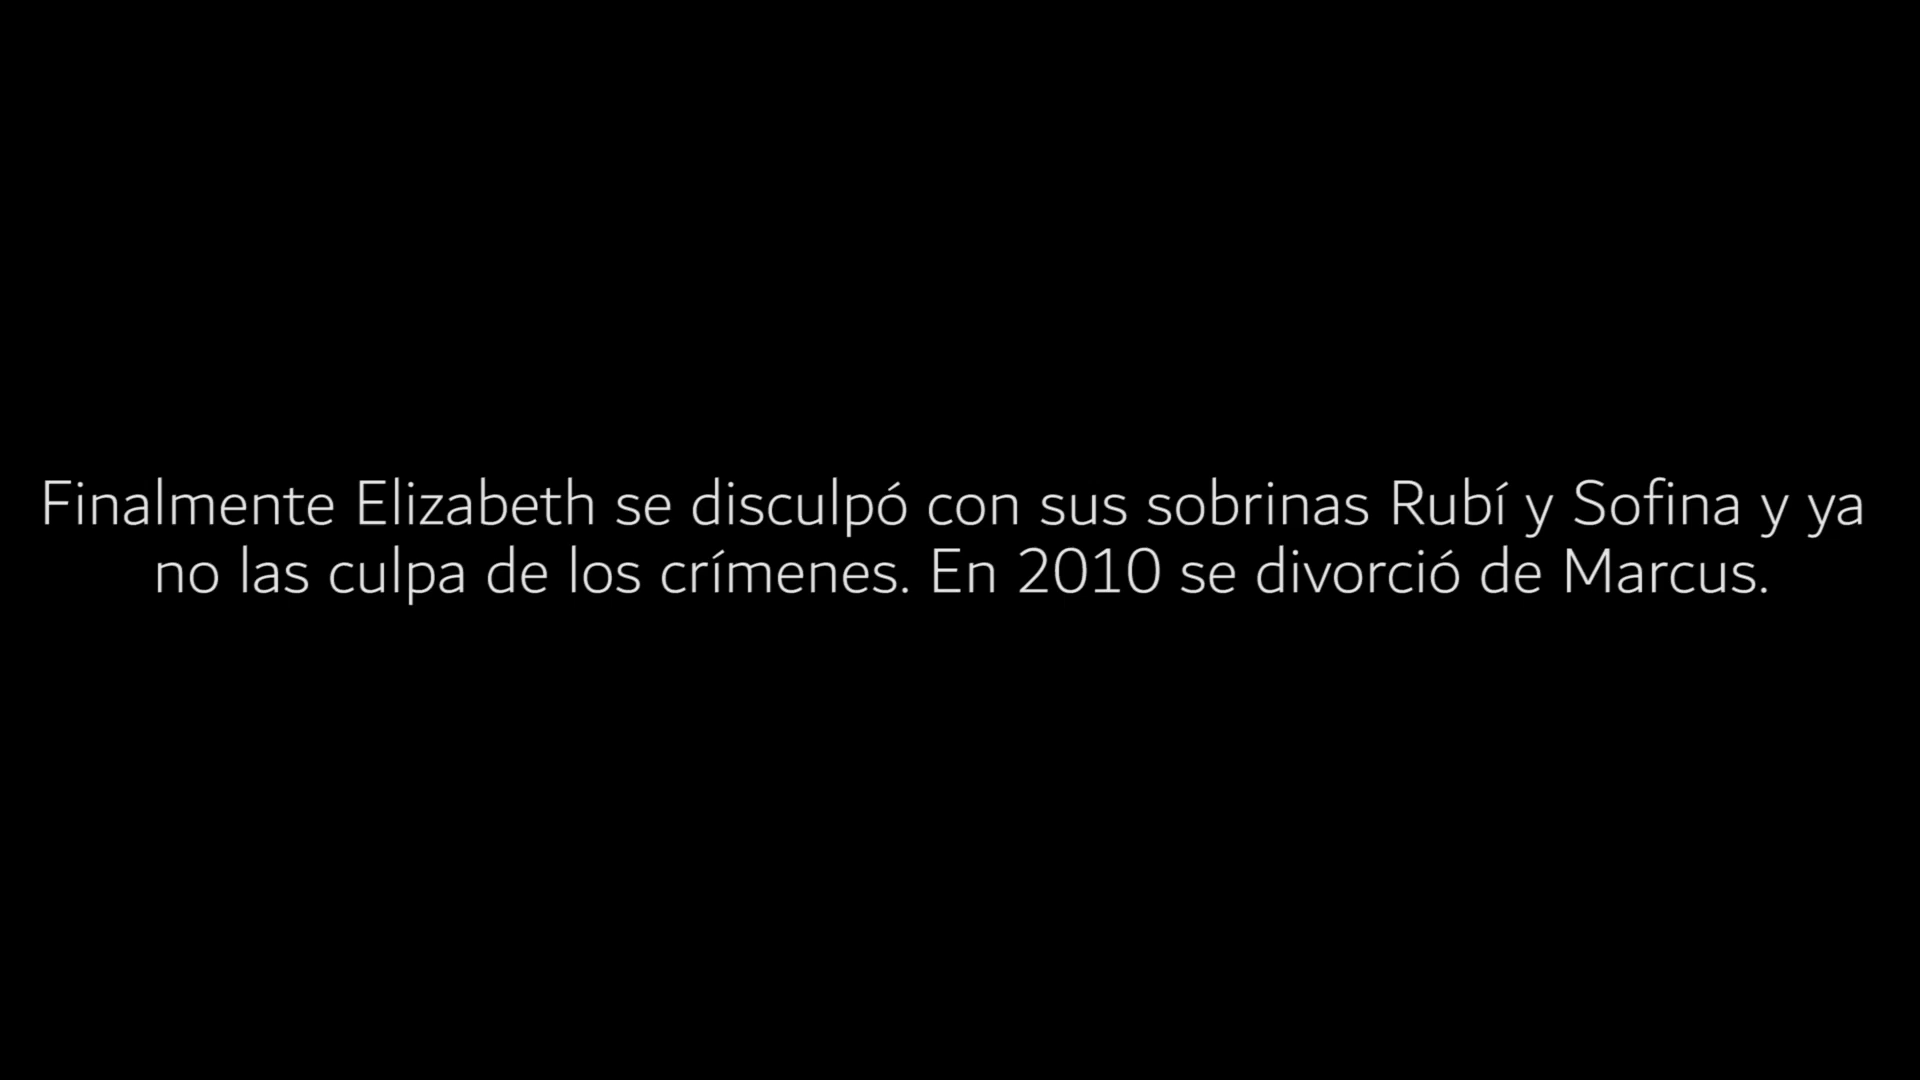 Finalmente Elizabeth se disculpó con sus sobrinas Rubí y Sofina y ya
no las culpa de los crímenes. En 2010 se divorció de Marcus.